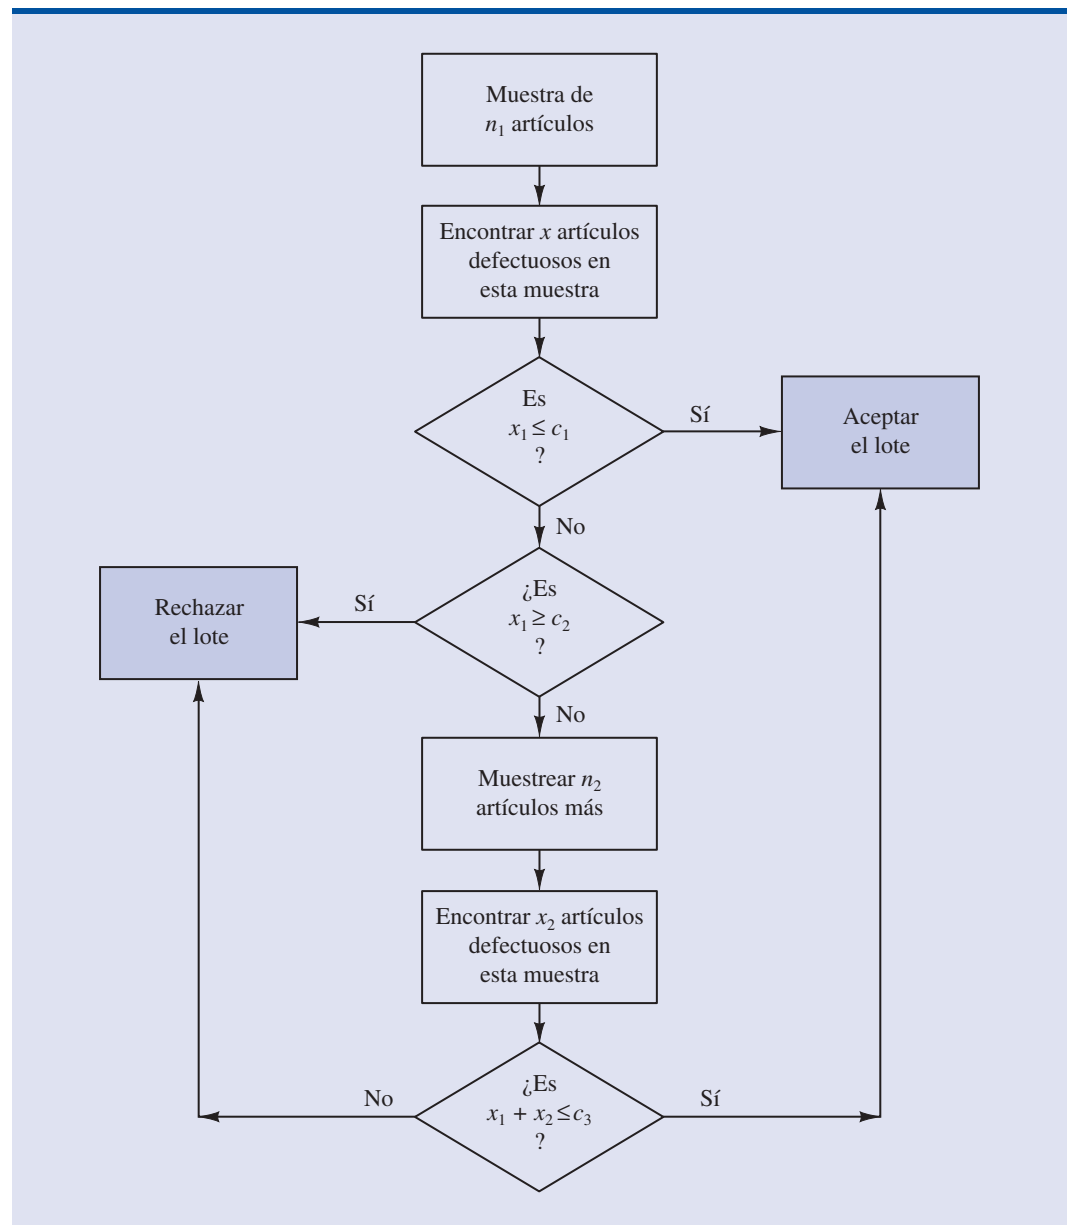 Muestra de
n₁ artículos
Encontrar x artículos
defectuosos en
esta muestra
Es
x₁ ≤ c₁
?
Sí
Aceptar
el lote
No
¿Es
x₁ ≥ c₂
?
Sí
Rechazar
el lote
No
Muestrear n₂
artículos más
Encontrar x₂ artículos
defectuosos en
esta muestra
¿Es
x₁ + x₂ ≤ c₃
?
No
Sí